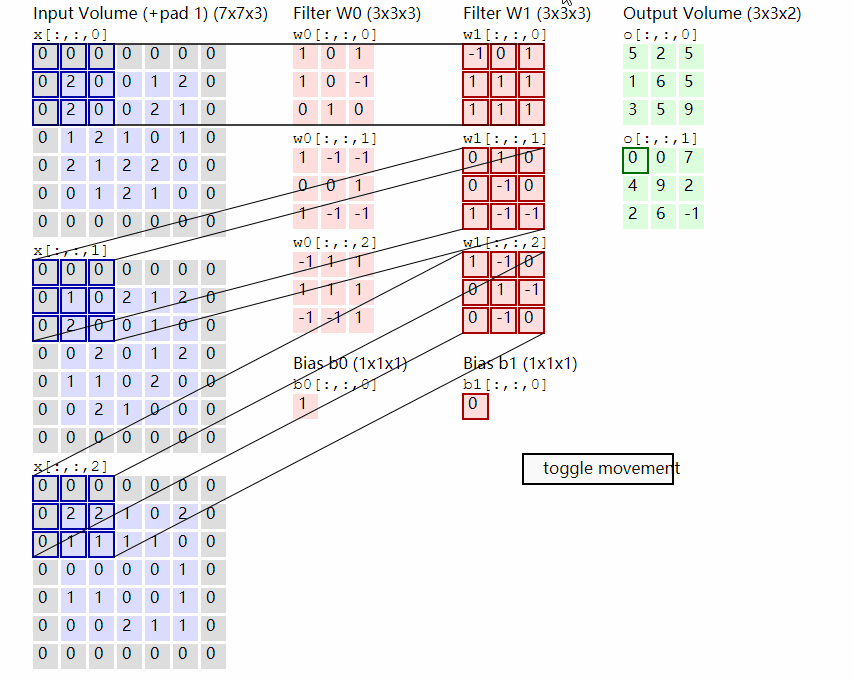 Input Volume (+pad 1) (7x7x3) Filter W0 (3x3x3) Filter W1 (3x3x3) Output Volume (3x3x2)
x[:,:,0] w0[:,:,0] w1[:,:,0] o[:,:,0]
0 0 0 0 0 0 0 1 0 1 -1 0 1 5 2 5
0 2 0 0 1 2 0 1 0 -1 1 1 1 1 6 5
0 2 0 0 2 1 0 0 1 0 1 1 1 3 5 9
0 1 2 1 0 1 0 w0[:,:,1] w1[:,:,1] o[:,:,1]
0 2 1 2 2 0 0 1 -1 -1 0 1 0 0 0 7
0 0 1 2 1 0 0 0 0 1 0 -1 0 4 9 2
0 0 0 0 0 0 0 1 -1 -1 1 -1 -1 2 6 -1
x[:,:,1] w0[:,:,2] w1[:,:,2]
0 0 0 0 0 0 0 -1 1 1 1 -1 0
0 1 0 2 1 2 0 1 1 1 0 1 -1
0 2 0 0 1 0 0 -1 -1 1 0 -1 0
0 0 2 0 1 2 0
Bias b0 (1x1x1) Bias b1 (1x1x1)
0 1 1 0 2 0 0 b0[:,:,0] b1[:,:,0]
0 0 2 1 0 0 0 1 0
0 0 0 0 0 0 0
x[:,:,2]
toggle movement
0 0 0 0 0 0 0
0 2 2 1 0 2 0
0 1 1 1 1 0 0
0 0 0 0 0 1 0
0 1 1 0 0 1 0
0 0 0 2 1 1 0
0 0 0 0 0 0 0